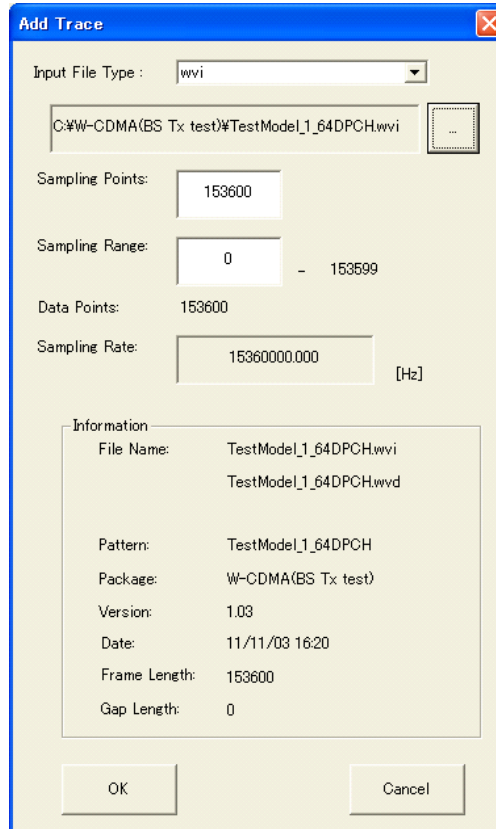 Add Trace
Input File Type : wvi
C:¥W-CDMA(BS Tx test)¥TestModel_1_64DPCH.wvi ...
Sampling Points: 153600
Sampling Range: 0 - 153599
Data Points: 153600
Sampling Rate: 15360000.000 [Hz]
Information
File Name: TestModel_1_64DPCH.wvi
TestModel_1_64DPCH.wvd
Pattern: TestModel_1_64DPCH
Package: W-CDMA(BS Tx test)
Version: 1.03
Date: 11/11/03 16:20
Frame Length: 153600
Gap Length: 0
OK Cancel